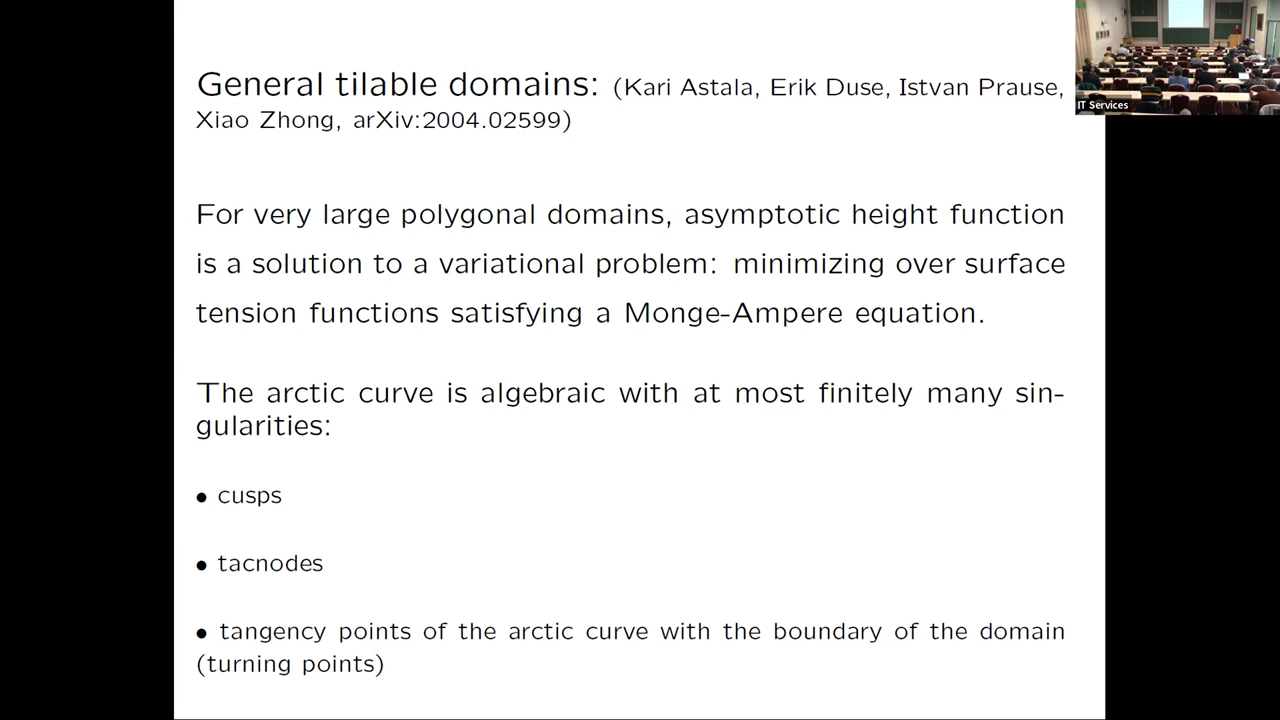 General tilable domains: (Kari Astala, Erik Duse, Istvan Prause,
Xiao Zhong, arXiv:2004.02599)
For very large polygonal domains, asymptotic height function
is a solution to a variational problem: minimizing over surface
tension functions satisfying a Monge-Ampere equation.
The arctic curve is algebraic with at most finitely many sin-
gularities:
• cusps
• tacnodes
• tangency points of the arctic curve with the boundary of the domain
(turning points)
IT Services